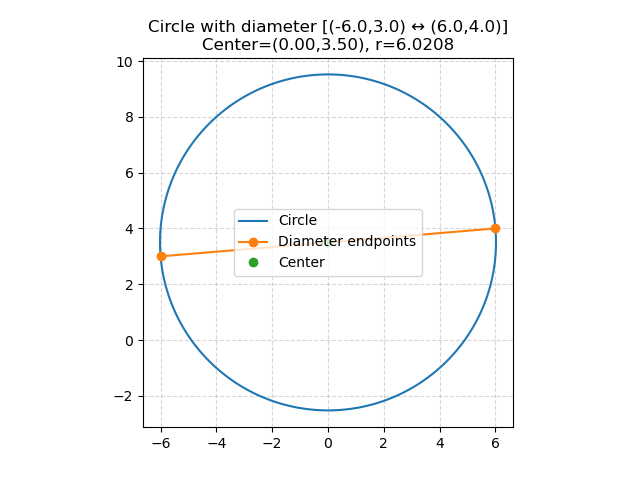 Circle with diameter [(-6.0,3.0) ↔ (6.0,4.0)]
Center=(0.00,3.50), r=6.0208
10
8
6
4
2
0
−2
Circle
Diameter endpoints
Center
−6 −4 −2 0 2 4 6